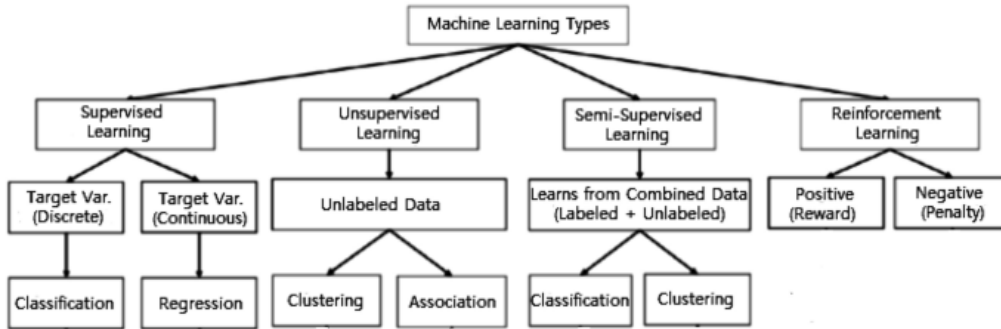 Machine Learning Types
Supervised
Learning
Unsupervised
Learning
Semi-Supervised
Learning
Reinforcement
Learning
Target Var.
(Discrete)
Target Var.
(Continuous)
Unlabeled Data
Learns from Combined Data
(Labeled + Unlabeled)
Positive
(Reward)
Negative
(Penalty)
Classification
Regression
Clustering
Association
Classification
Clustering